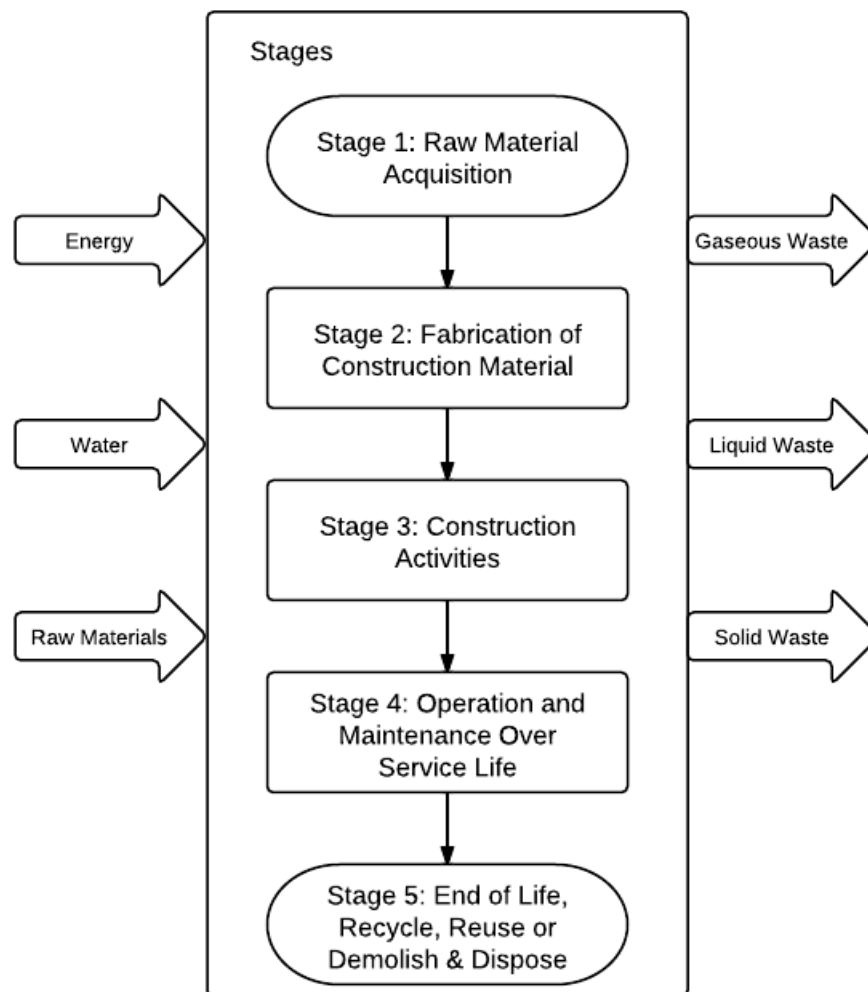 Stages
Stage 1: Raw Material
Acquisition
Energy
Gaseous Waste
Stage 2: Fabrication of
Construction Material
Water
Liquid Waste
Stage 3: Construction
Activities
Raw Materials
Solid Waste
Stage 4: Operation and
Maintenance Over
Service Life
Stage 5: End of Life,
Recycle, Reuse or
Demolish & Dispose